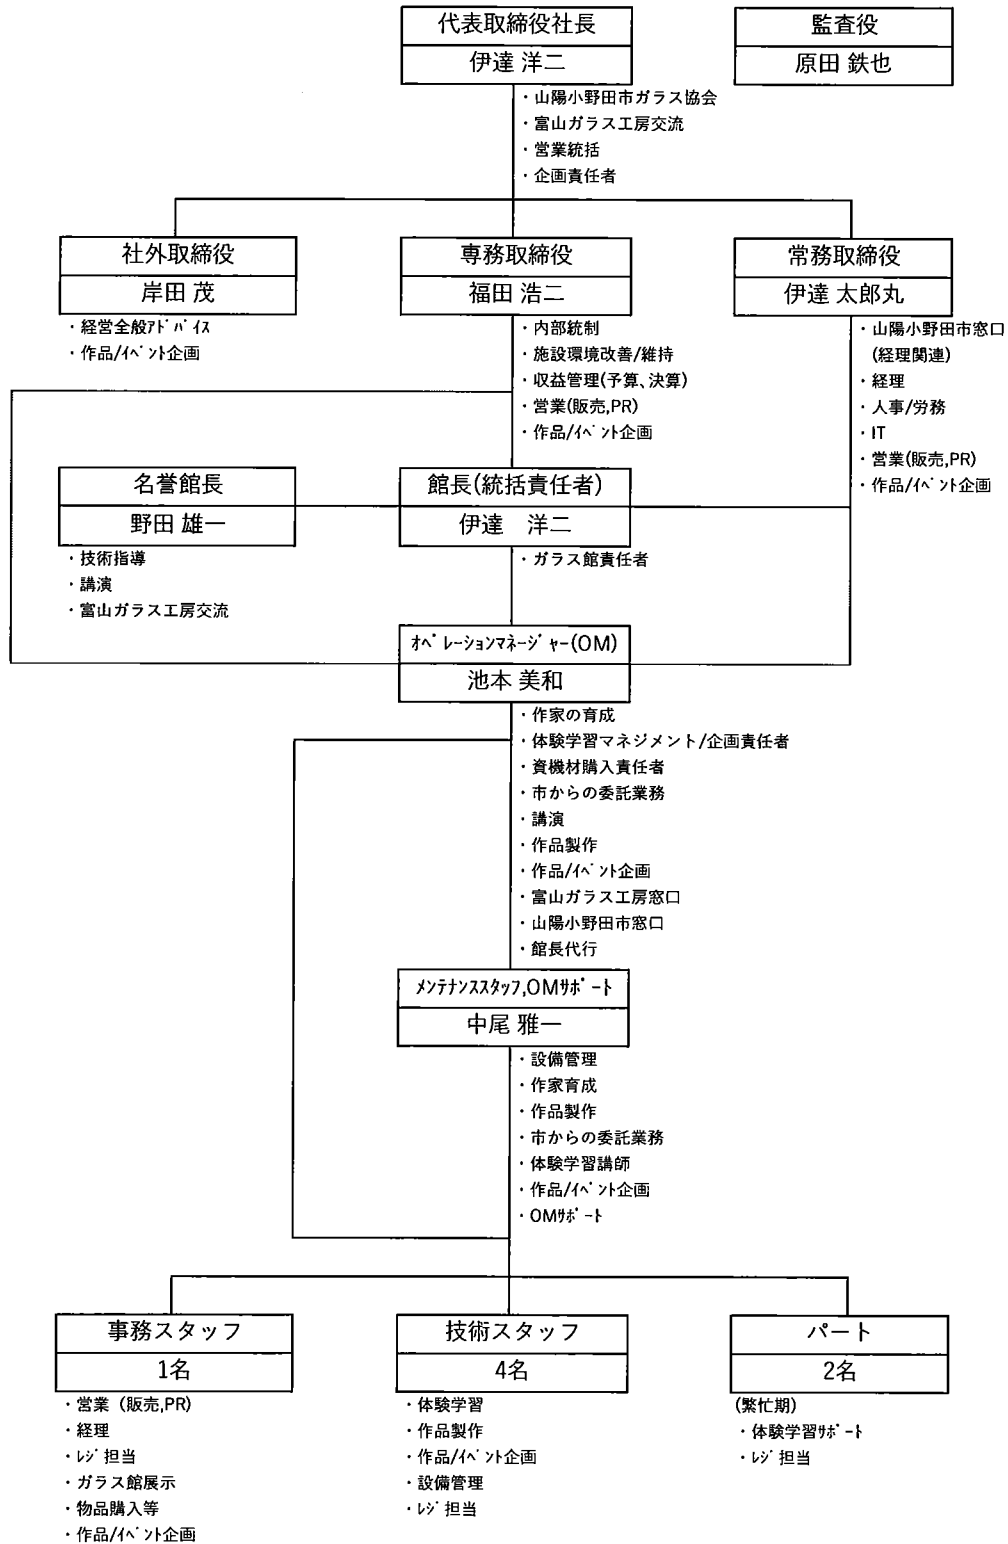 代表取締役社長
伊達 洋二
・山陽小野田市ガラス協会
・富山ガラス工房交流
・営業統括
・企画責任者
監査役
原田 鉄也
社外取締役
岸田 茂
・経営全般ｱﾄﾞﾊﾞｲｽ
・作品/ｲﾍﾞﾝﾄ企画
専務取締役
福田 浩二
・内部統制
・施設環境改善/維持
・収益管理(予算、決算)
・営業(販売,PR)
・作品/ｲﾍﾞﾝﾄ企画
常務取締役
伊達 太郎丸
・山陽小野田市窓口
(経理関連)
・経理
・人事/労務
・IT
・営業(販売,PR)
・作品/ｲﾍﾞﾝﾄ企画
名誉館長
野田 雄一
・技術指導
・講演
・富山ガラス工房交流
館長(統括責任者)
伊達　洋二
・ガラス館責任者
ｵﾍﾟﾚｰｼｮﾝﾏﾈｰｼﾞｬｰ(OM)
池本 美和
・作家の育成
・体験学習マネジメント/企画責任者
・資機材購入責任者
・市からの委託業務
・講演
・作品製作
・作品/ｲﾍﾞﾝﾄ企画
・富山ガラス工房窓口
・山陽小野田市窓口
・館長代行
ﾒﾝﾃﾅﾝｽｽﾀｯﾌ,OMｻﾎﾟｰﾄ
中尾 雅一
・設備管理
・作家育成
・作品製作
・市からの委託業務
・体験学習講師
・作品/ｲﾍﾞﾝﾄ企画
・OMｻﾎﾟｰﾄ
事務スタッフ
1名
・営業（販売,PR)
・経理
・ﾚｼﾞ担当
・ガラス館展示
・物品購入等
・作品/ｲﾍﾞﾝﾄ企画
技術スタッフ
4名
・体験学習
・作品製作
・作品/ｲﾍﾞﾝﾄ企画
・設備管理
・ﾚｼﾞ担当
パート
2名
(繁忙期)
・体験学習ｻﾎﾟｰﾄ
・ﾚｼﾞ担当